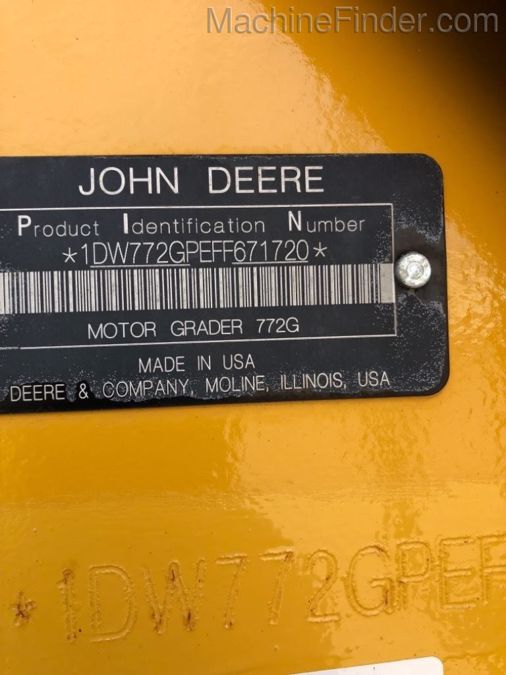 MachineFinder.com
JOHN DEERE
Product Identification Number
*1DW772GPEFF671720*
MOTOR GRADER 772G
MADE IN USA
DEERE & COMPANY, MOLINE, ILLINOIS, USA
*1DW772GPEF